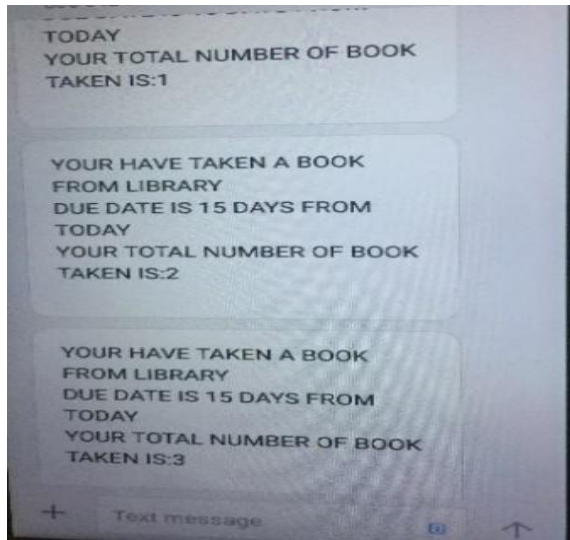 TODAY
YOUR TOTAL NUMBER OF BOOK
TAKEN IS:1
YOUR HAVE TAKEN A BOOK
FROM LIBRARY
DUE DATE IS 15 DAYS FROM
TODAY
YOUR TOTAL NUMBER OF BOOK
TAKEN IS:2
YOUR HAVE TAKEN A BOOK
FROM LIBRARY
DUE DATE IS 15 DAYS FROM
TODAY
YOUR TOTAL NUMBER OF BOOK
TAKEN IS:3
Text message